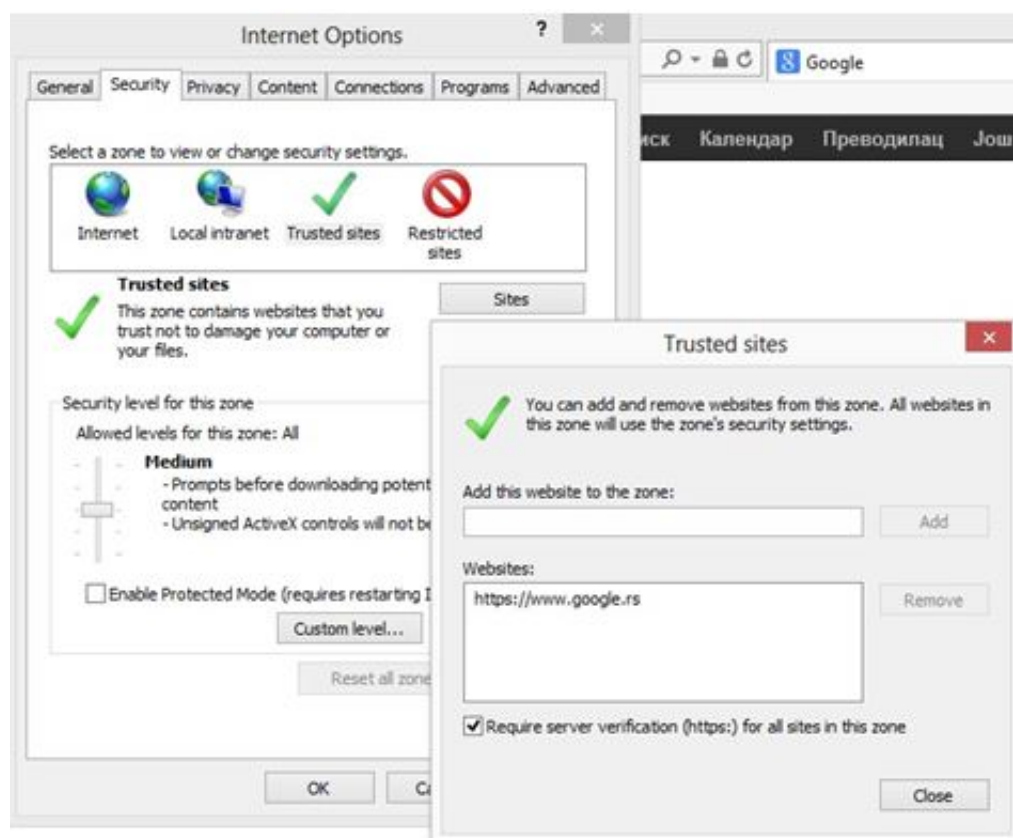 Internet Options
?
Google
General Security Privacy Content Connections Programs Advanced
Календар Преводилац
Select a zone to view or change security settings.
Internet Local intranet Trusted sites Restricted sites
Trusted sites
Sites
This zone contains websites that you
trust not to damage your computer or
your files.
Security level for this zone
Allowed levels for this zone: All
Medium
- Prompts before downloading
content
- Unsigned ActiveX controls will not
Enable Protected Mode (requires restarting
Custom level...
Reset all
OK
Trusted sites
You can add and remove websites from this zone. All websites in
this zone will use the zone's security settings.
Add this website to the zone:
Add
Websites:
https://www.google.rs
Remove
Require server verification (https:) for all sites in this zone
Close